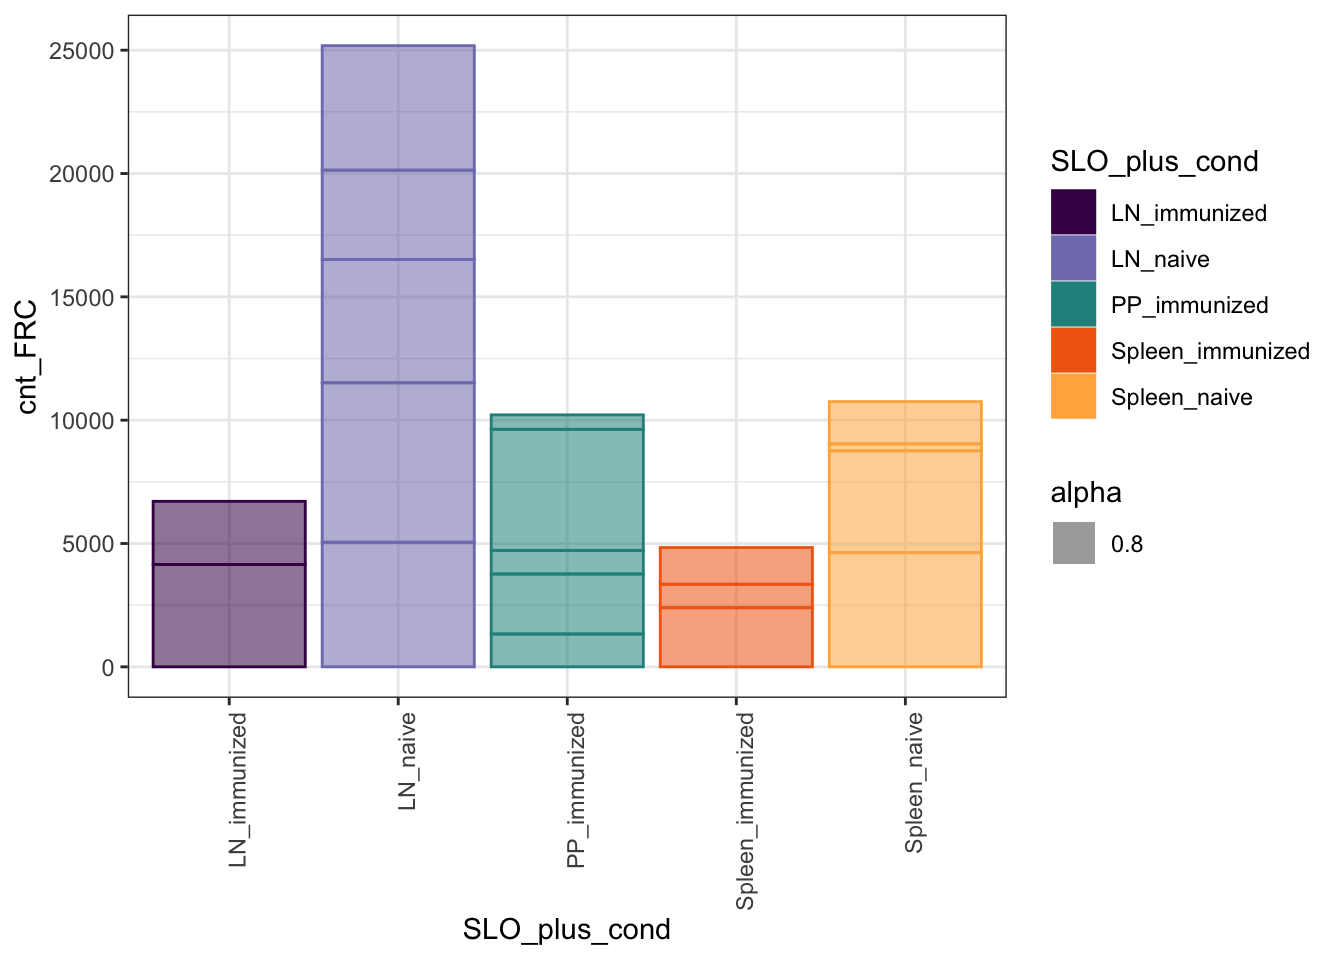 25000
20000
15000
10000
5000
0
cnt_FRC
LN_immunized
LN_naive
PP_immunized
Spleen_immunized
Spleen_naive
SLO_plus_cond
SLO_plus_cond
LN_immunized
LN_naive
PP_immunized
Spleen_immunized
Spleen_naive
alpha
0.8